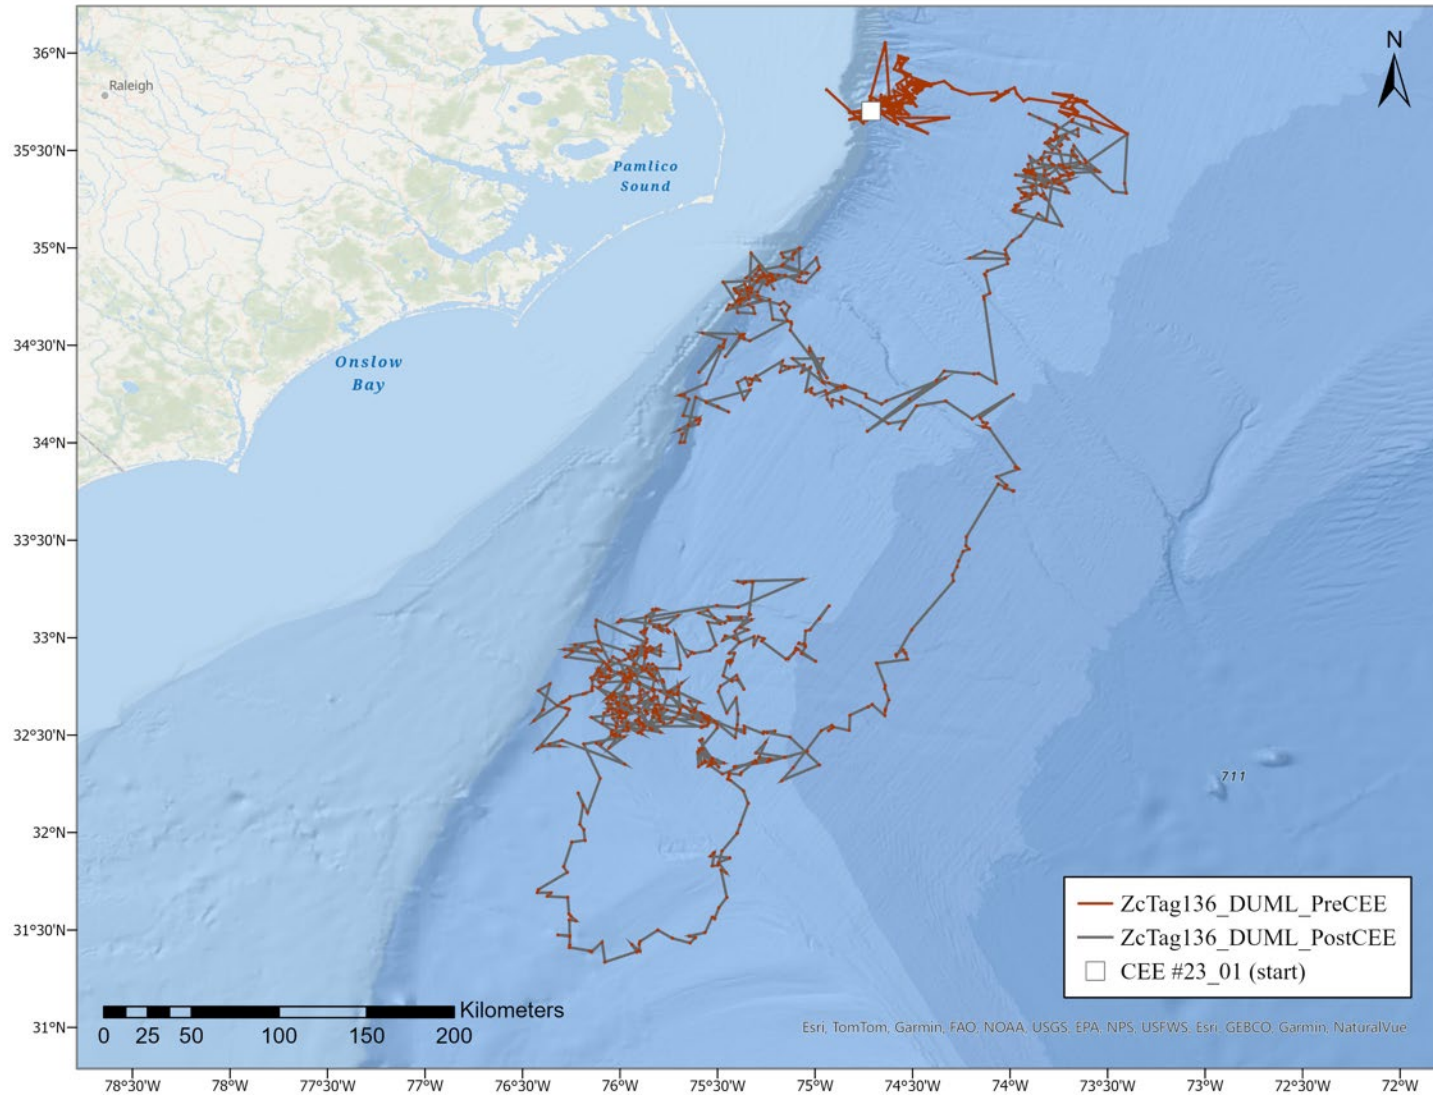 36°N
35°30'N
35°N
34°30'N
34°N
33°30'N
33°N
32°30'N
32°N
31°30'N
31°N
Raleigh
Pamlico
Sound
Onslow
Bay
N
711
ZcTag136_DUML_PreCEE
ZcTag136_DUML_PostCEE
CEE #23_01 (start)
Kilometers
0 25 50 100 150 200
Esri, TomTom, Garmin, FAO, NOAA, USGS, EPA, NPS, USFWS, Esri, GEBCO, Garmin, NaturalVue
78°30'W 78°W 77°30'W 77°W 76°30'W 76°W 75°30'W 75°W 74°30'W 74°W 73°30'W 73°W 72°30'W 72°W